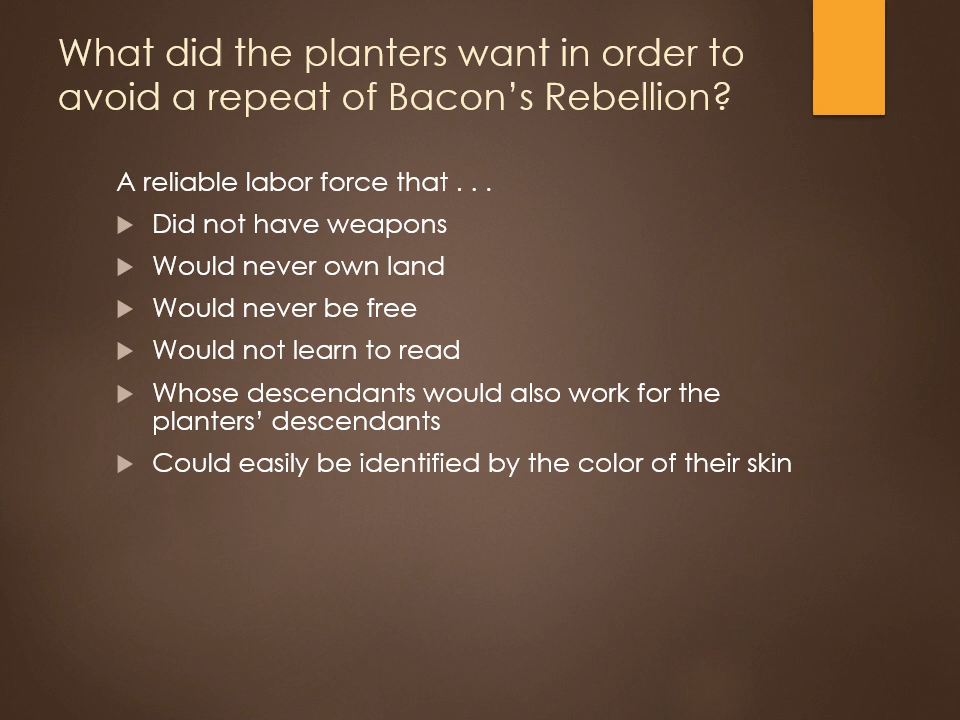 What did the planters want in order to
avoid a repeat of Bacon’s Rebellion?
A reliable labor force that . . .
Did not have weapons
Would never own land
Would never be free
Would not learn to read
Whose descendants would also work for the
planters’ descendants
Could easily be identified by the color of their skin